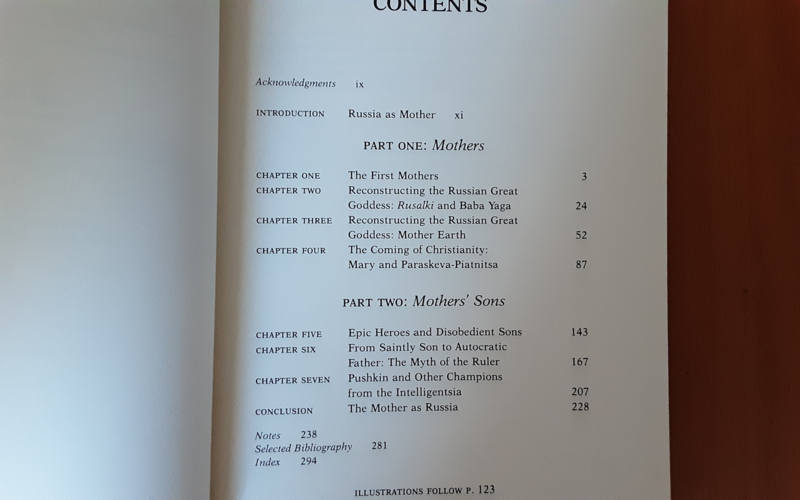 CONTENTS
Acknowledgments ix
INTRODUCTION Russia as Mother xi
PART ONE: Mothers
CHAPTER ONE The First Mothers 3
CHAPTER TWO Reconstructing the Russian Great
Goddess: Rusalki and Baba Yaga 24
CHAPTER THREE Reconstructing the Russian Great
Goddess: Mother Earth 52
CHAPTER FOUR The Coming of Christianity:
Mary and Paraskeva-Piatnitsa 87
PART TWO: Mothers' Sons
CHAPTER FIVE Epic Heroes and Disobedient Sons 143
CHAPTER SIX From Saintly Son to Autocratic
Father: The Myth of the Ruler 167
CHAPTER SEVEN Pushkin and Other Champions
from the Intelligentsia 207
CONCLUSION The Mother as Russia 228
Notes 238
Selected Bibliography 281
Index 294
ILLUSTRATIONS FOLLOW P. 123